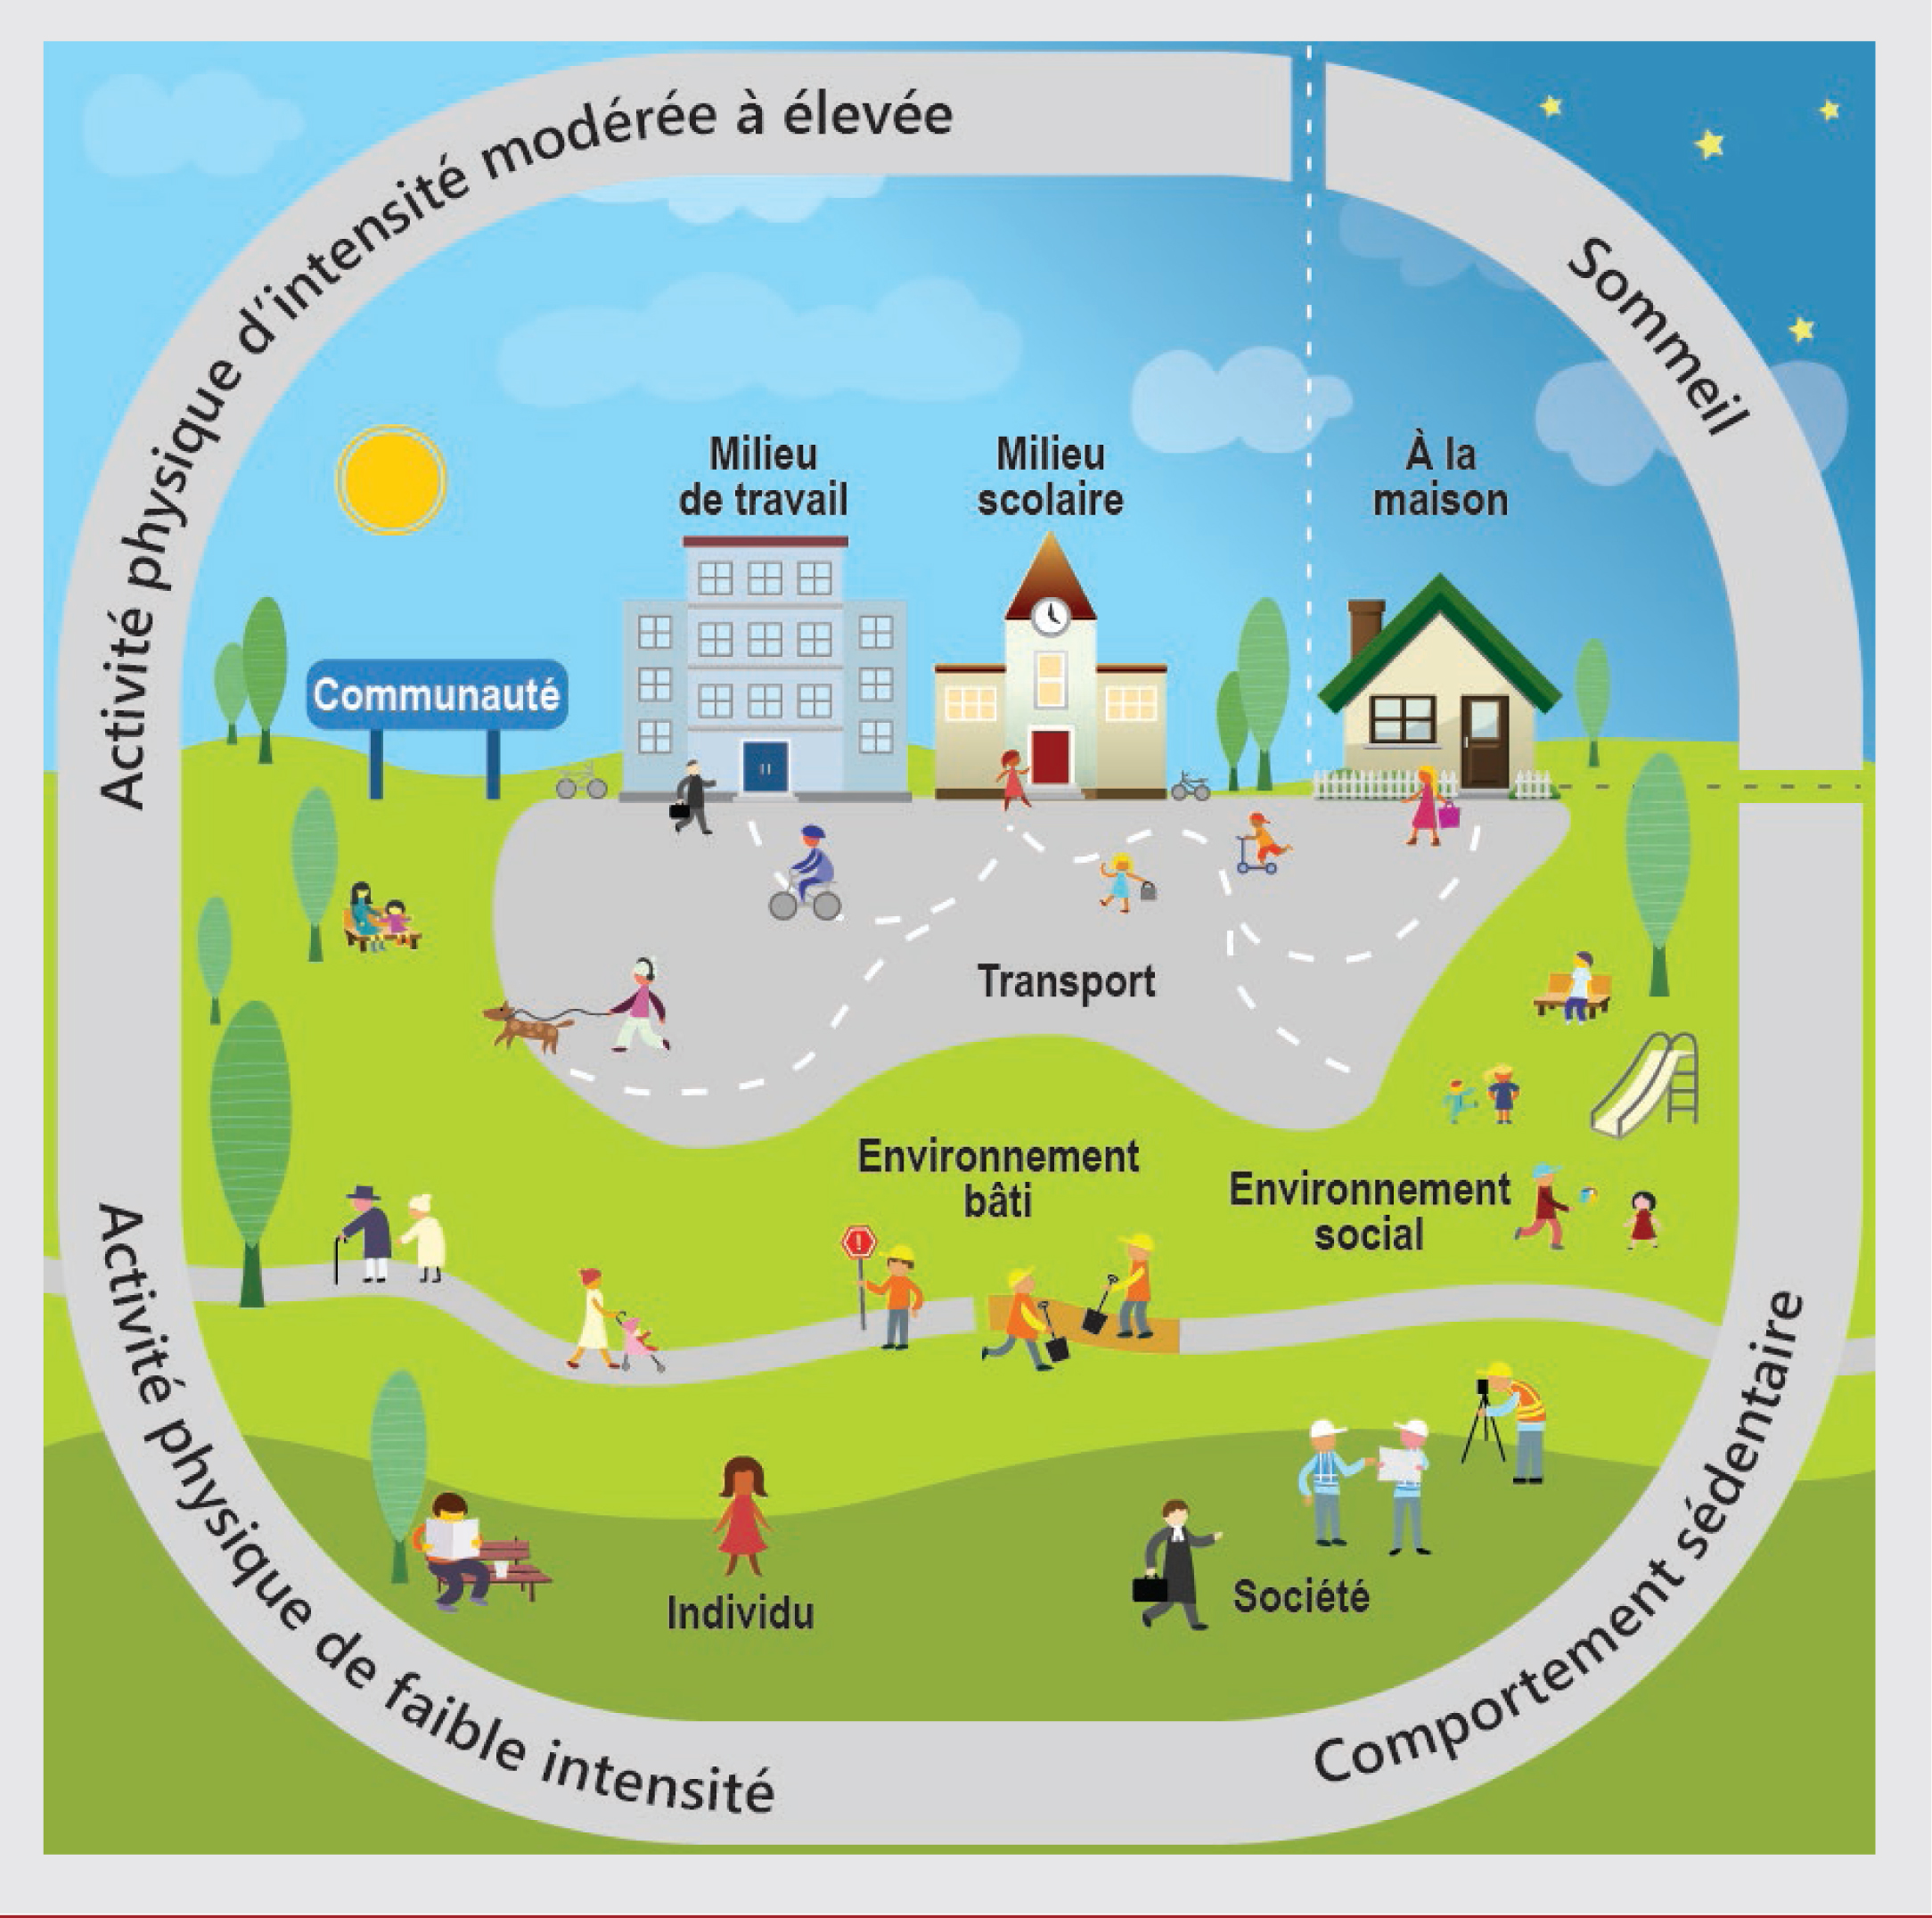 Activité physique d'intensité modérée à élevée
Sommeil
Milieu
de travail
Milieu
scolaire
À la
maison
Communauté
Transport
Environnement
bâti
Environnement
social
Individu
Société
Activité physique de faible intensité
Comportement sédentaire